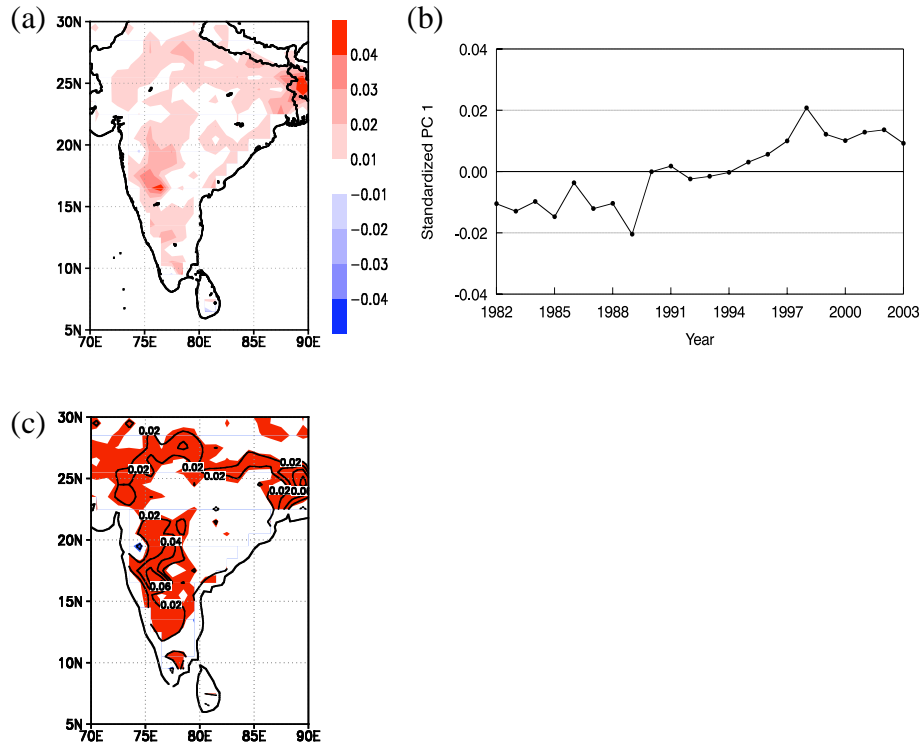 (a)
30N
25N
20N
15N
10N
5N
70E 75E 80E 85E 90E
0.04
0.03
0.02
0.01
−0.01
−0.02
−0.03
−0.04
(b)
Standardized PC 1
0.04
0.02
0.00
-0.02
-0.04
1982 1985 1988 1991 1994 1997 2000 2003
Year
(c)
30N
25N
20N
15N
10N
5N
70E 75E 80E 85E 90E
0.02
0.02
0.02
0.02
0.02
0.02
0.02
0.04
0.06
0.02